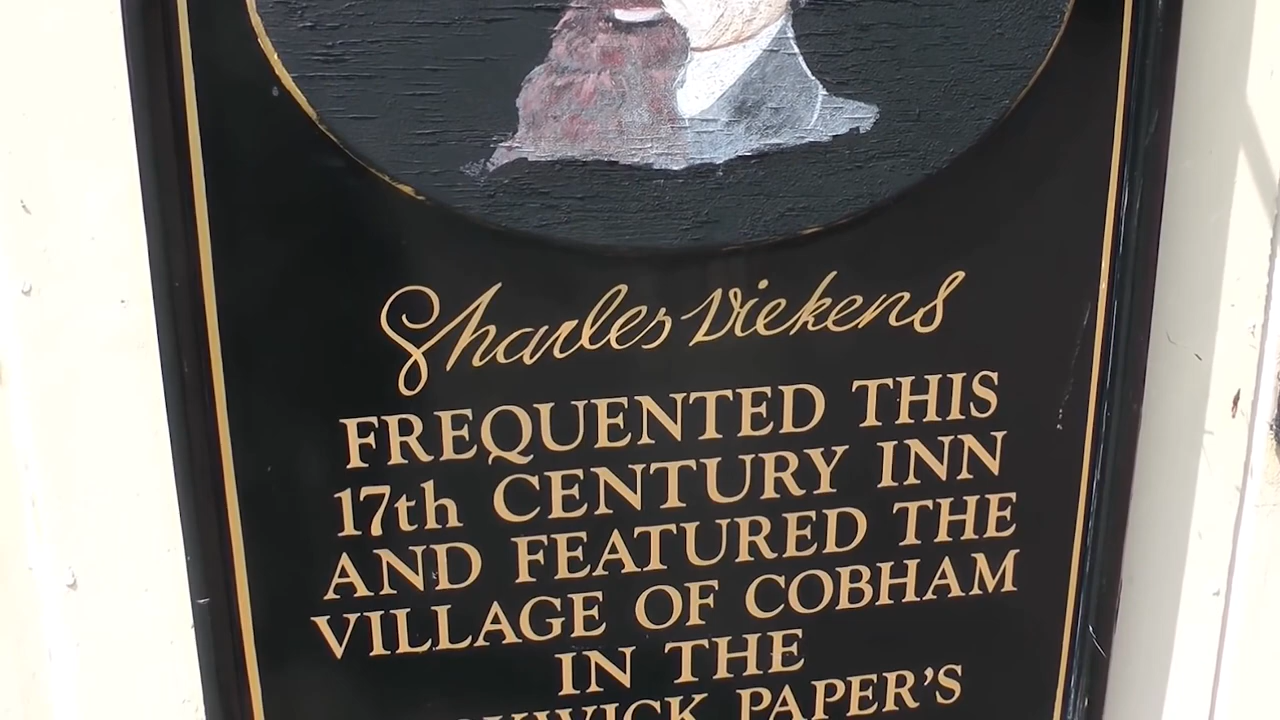 Charles Dickens
FREQUENTED THIS
17th CENTURY INN
AND FEATURED THE
VILLAGE OF COBHAM
IN THE
PAPER'S